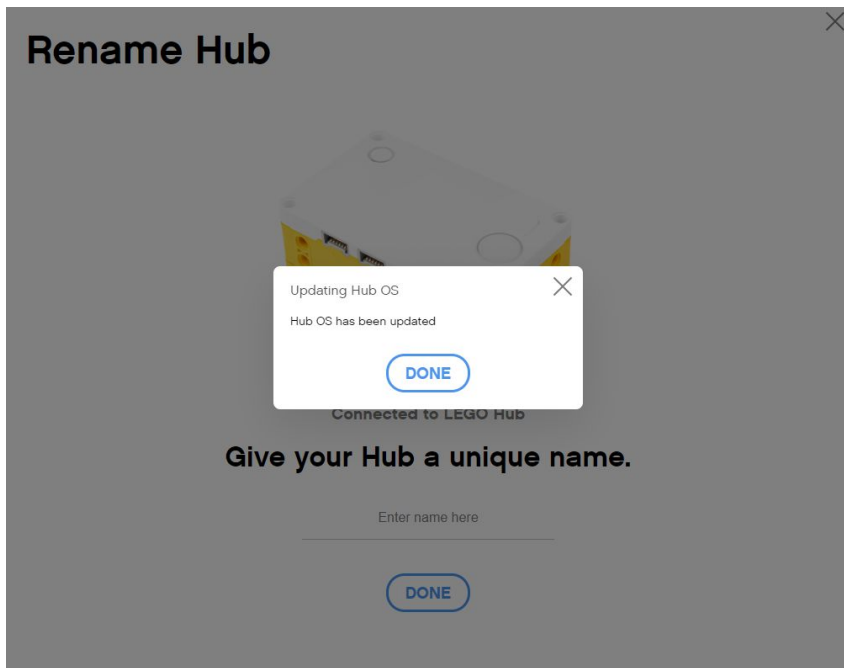 Rename Hub
Updating Hub OS
Hub OS has been updated
DONE
Connected to LEGO Hub
Give your Hub a unique name.
Enter name here
DONE